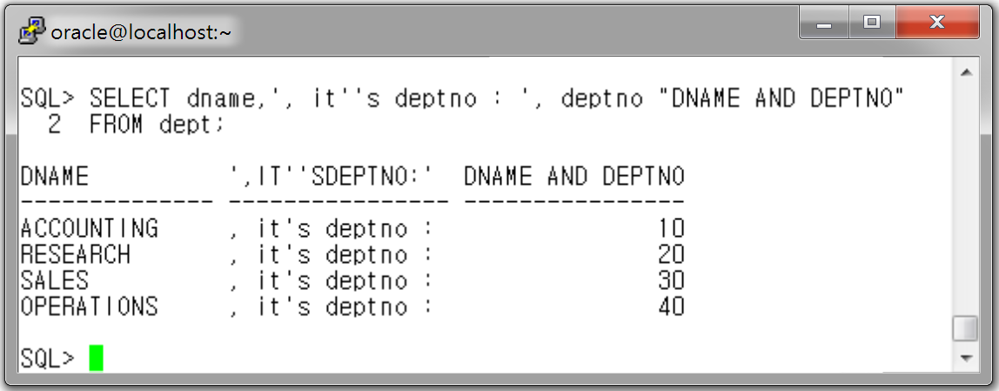 oracle@localhost:~
SQL> SELECT dname,', it''s deptno : ', deptno "DNAME AND DEPTNO"
  2  FROM dept;
DNAME          ',IT''SDEPTNO:'  DNAME AND DEPTNO
-------------- ---------------- ----------------
ACCOUNTING     , it's deptno :                10
RESEARCH       , it's deptno :                20
SALES          , it's deptno :                30
OPERATIONS     , it's deptno :                40
SQL>